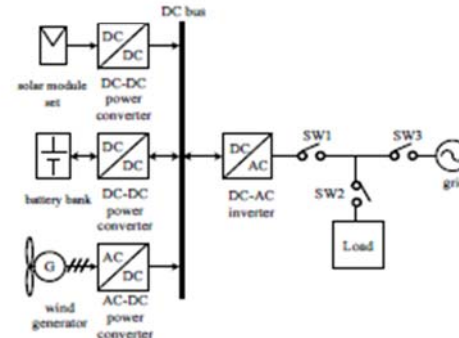 DC bus
DC
DC
solar module
set
DC-DC
power
converter
DC
DC
battery bank
DC-DC
power
converter
G
AC
DC
wind
generator
AC-DC
power
converter
DC
AC
DC-AC
inverter
SW1
SW3
SW2
Load
gri